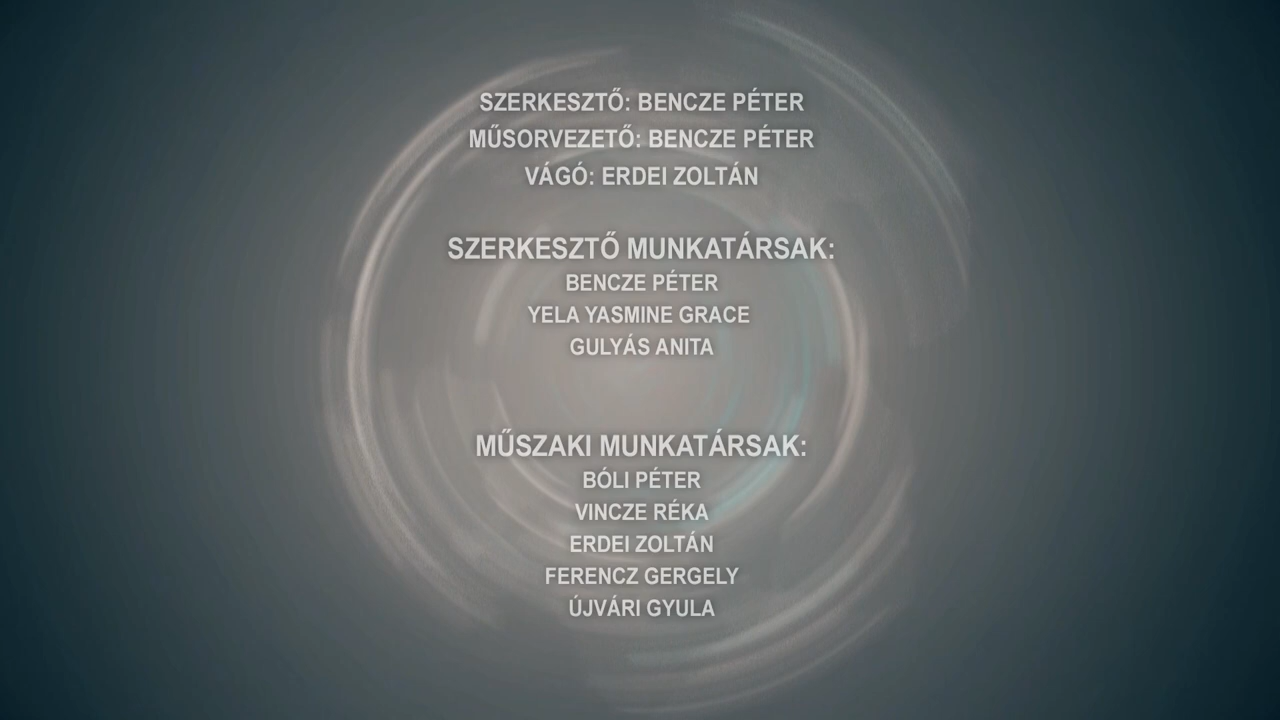 SZERKESZTŐ: BENCZE PÉTER
MŰSORVEZETŐ: BENCZE PÉTER
VÁGÓ: ERDEI ZOLTÁN
SZERKESZTŐ MUNKATÁRSAK:
BENCZE PÉTER
YELA YASMINE GRACE
GULYÁS ANITA
MŰSZAKI MUNKATÁRSAK:
BÓLI PÉTER
VINCZE RÉKA
ERDEI ZOLTÁN
FERENCZ GERGELY
ÚJVÁRI GYULA